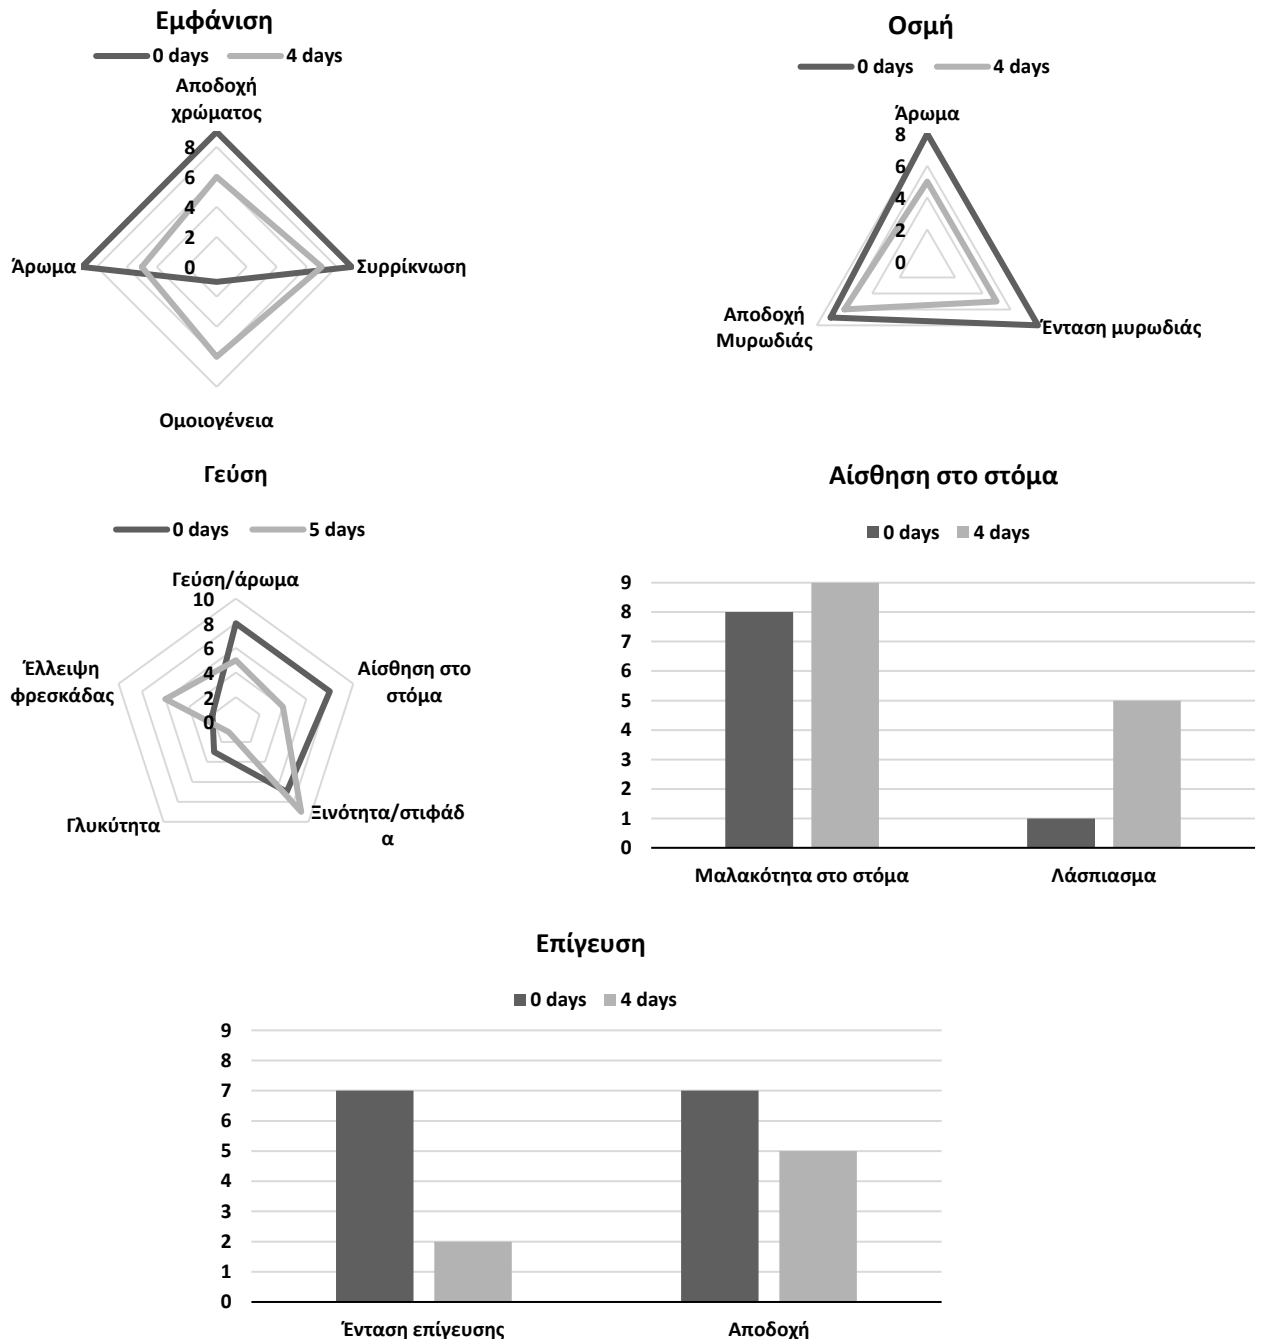 Εμφάνιση
0 days 4 days
Αποδοχή
χρώματος
8
6
4
2
0
Άρωμα
Συρρίκνωση
Ομοιογένεια
Οσμή
0 days 4 days
Άρωμα
8
6
4
2
0
Αποδοχή
Μυρωδιάς
Ένταση μυρωδιάς
Γεύση
0 days 5 days
Γεύση/άρωμα
10
8
6
4
2
0
Έλλειψη
φρεσκάδας
Αίσθηση στο
στόμα
Γλυκύτητα
Ξινότητα/στιφάδ
α
Αίσθηση στο στόμα
0 days 4 days
9
8
7
6
5
4
3
2
1
0
Μαλακότητα στο στόμα Λάσπιασμα
Επίγευση
0 days 4 days
9
8
7
6
5
4
3
2
1
0
Ένταση επίγευσης Αποδοχή